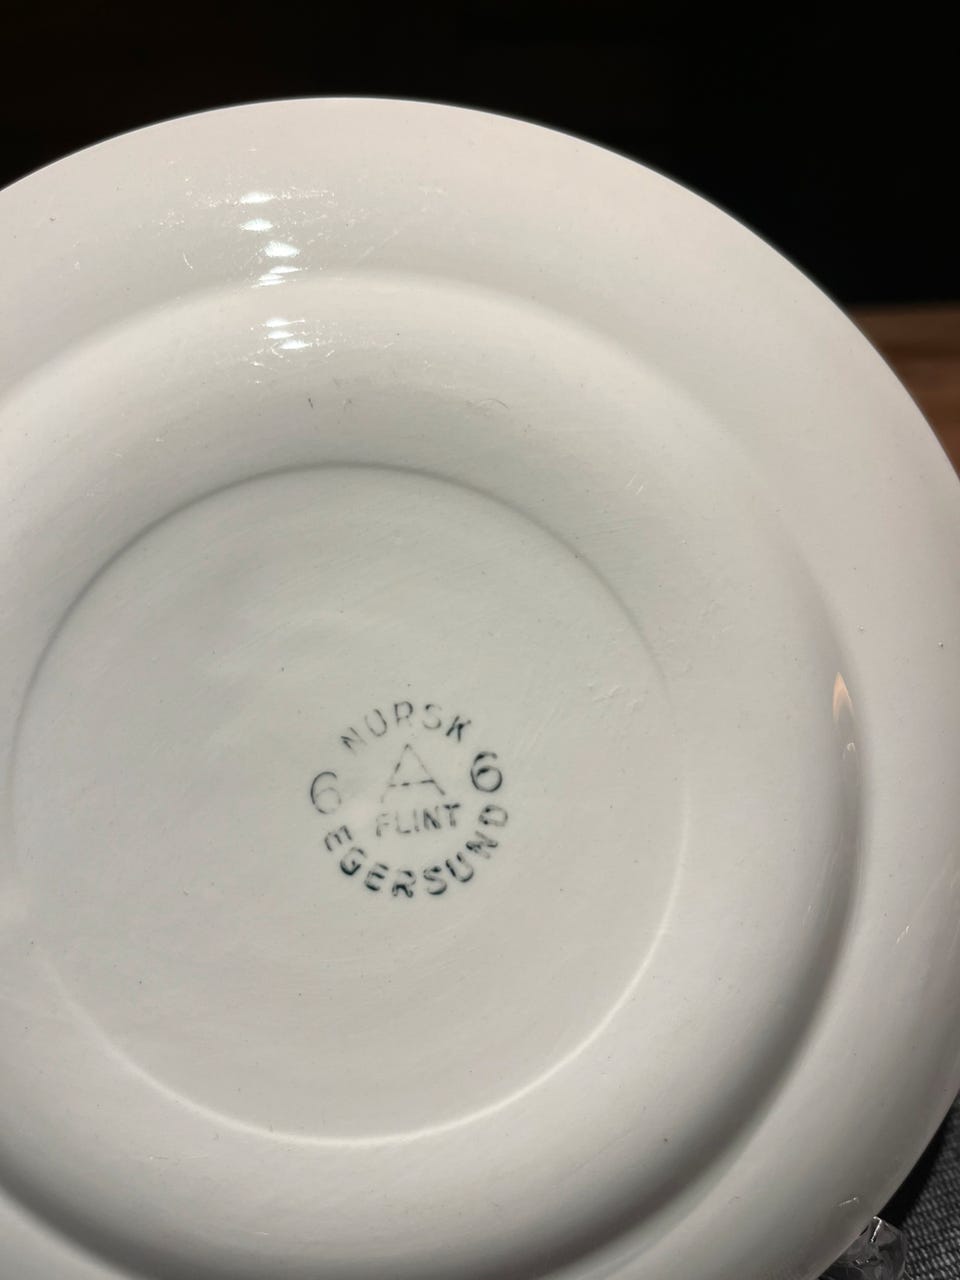 NORSK
6 A 6
FLINT
EGERSUND